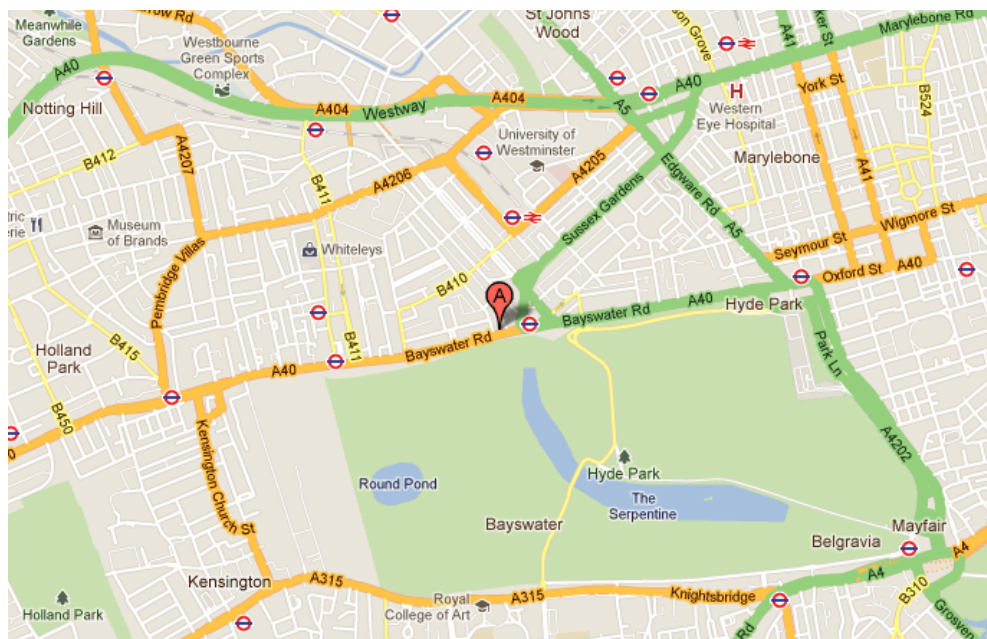 Meanwhile
Gardens
St Johns
Wood
Marylebone Rd
A41
A40
Westbourne
Green Sports
Complex
A40
Notting Hill
A404
Westway
A404
A5
H
Western
Eye Hospital
York St
B524
B412
A4207
B411
A4206
University of
Westminster
A4205
Edgware Rd
Marylebone
A41
Museum
of Brands
Whiteleys
Sussex Gardens
A5
Wigmore St
Seymour St
Pembridge Villas
B410
Oxford St
A40
A
A40
Bayswater Rd
Hyde Park
Holland
Park
B415
B411
Bayswater Rd
A40
Park Ln
B450
Kensington Church St
A4202
Round Pond
Hyde Park
The
Serpentine
Bayswater
Mayfair
Belgravia
A4
A4
Kensington
A315
A315
Knightsbridge
B310
Holland Park
Royal
College of Art